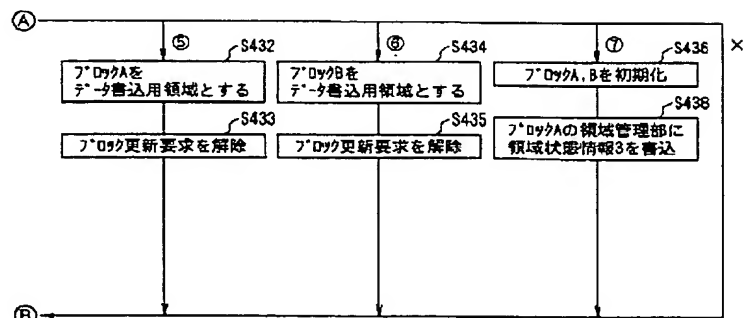 Ⓐ
⑤
S432
⑥
S434
⑦
S436
×
ブロックAを
データ書込用領域とする
ブロックBを
データ書込用領域とする
ブロックA,Bを初期化
S433
S435
S438
ブロック更新要求を解除
ブロック更新要求を解除
ブロックAの領域管理部に
領域状態情報3を書込
Ⓑ